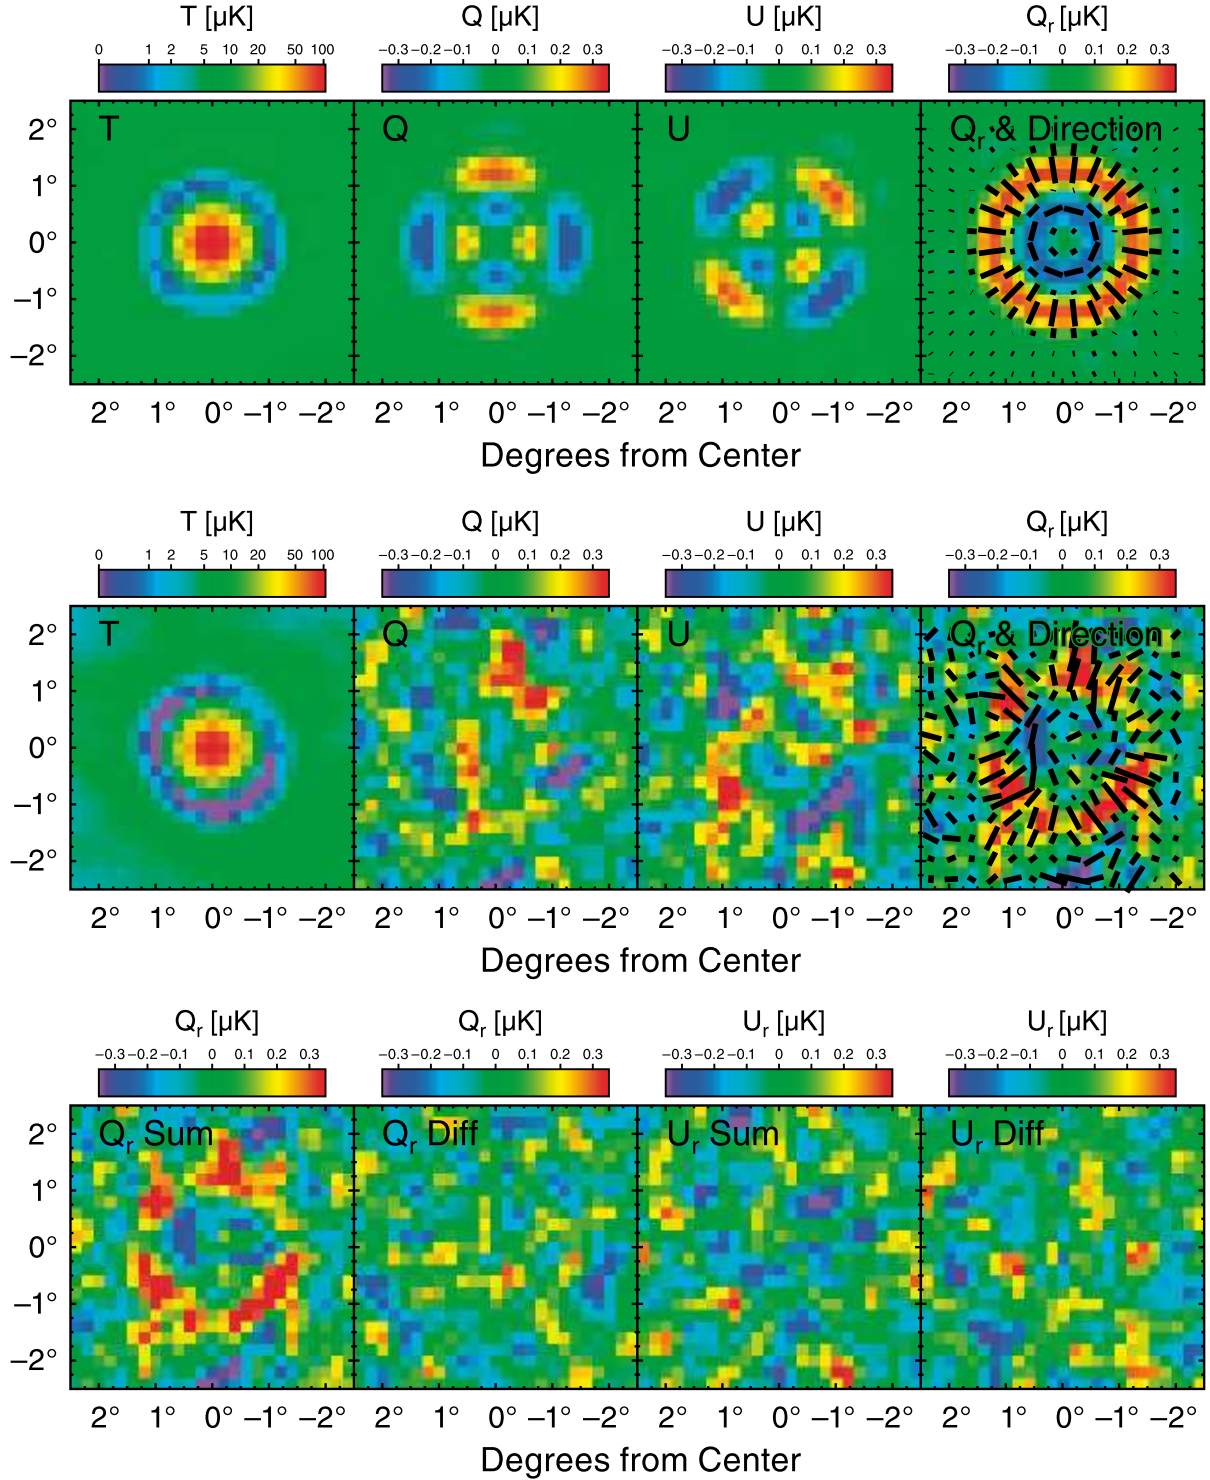 T [μK] Q [μK] U [μK] Qr [μK]
0 1 2 5 10 20 50 100 −0.3 −0.2 −0.1 0 0.1 0.2 0.3 −0.3 −0.2 −0.1 0 0.1 0.2 0.3 −0.3 −0.2 −0.1 0 0.1 0.2 0.3
T Q U Qr & Direction
2°
1°
0°
−1°
−2°
2° 1° 0° −1° −2° 2° 1° 0° −1° −2° 2° 1° 0° −1° −2° 2° 1° 0° −1° −2°
Degrees from Center
T [μK] Q [μK] U [μK] Qr [μK]
0 1 2 5 10 20 50 100 −0.3 −0.2 −0.1 0 0.1 0.2 0.3 −0.3 −0.2 −0.1 0 0.1 0.2 0.3 −0.3 −0.2 −0.1 0 0.1 0.2 0.3
T Q U Qr & Direction
2°
1°
0°
−1°
−2°
2° 1° 0° −1° −2° 2° 1° 0° −1° −2° 2° 1° 0° −1° −2° 2° 1° 0° −1° −2°
Degrees from Center
Qr [μK] Qr [μK] Ur [μK] Ur [μK]
−0.3 −0.2 −0.1 0 0.1 0.2 0.3 −0.3 −0.2 −0.1 0 0.1 0.2 0.3 −0.3 −0.2 −0.1 0 0.1 0.2 0.3 −0.3 −0.2 −0.1 0 0.1 0.2 0.3
Qr Sum Qr Diff Ur Sum Ur Diff
2°
1°
0°
−1°
−2°
2° 1° 0° −1° −2° 2° 1° 0° −1° −2° 2° 1° 0° −1° −2° 2° 1° 0° −1° −2°
Degrees from Center